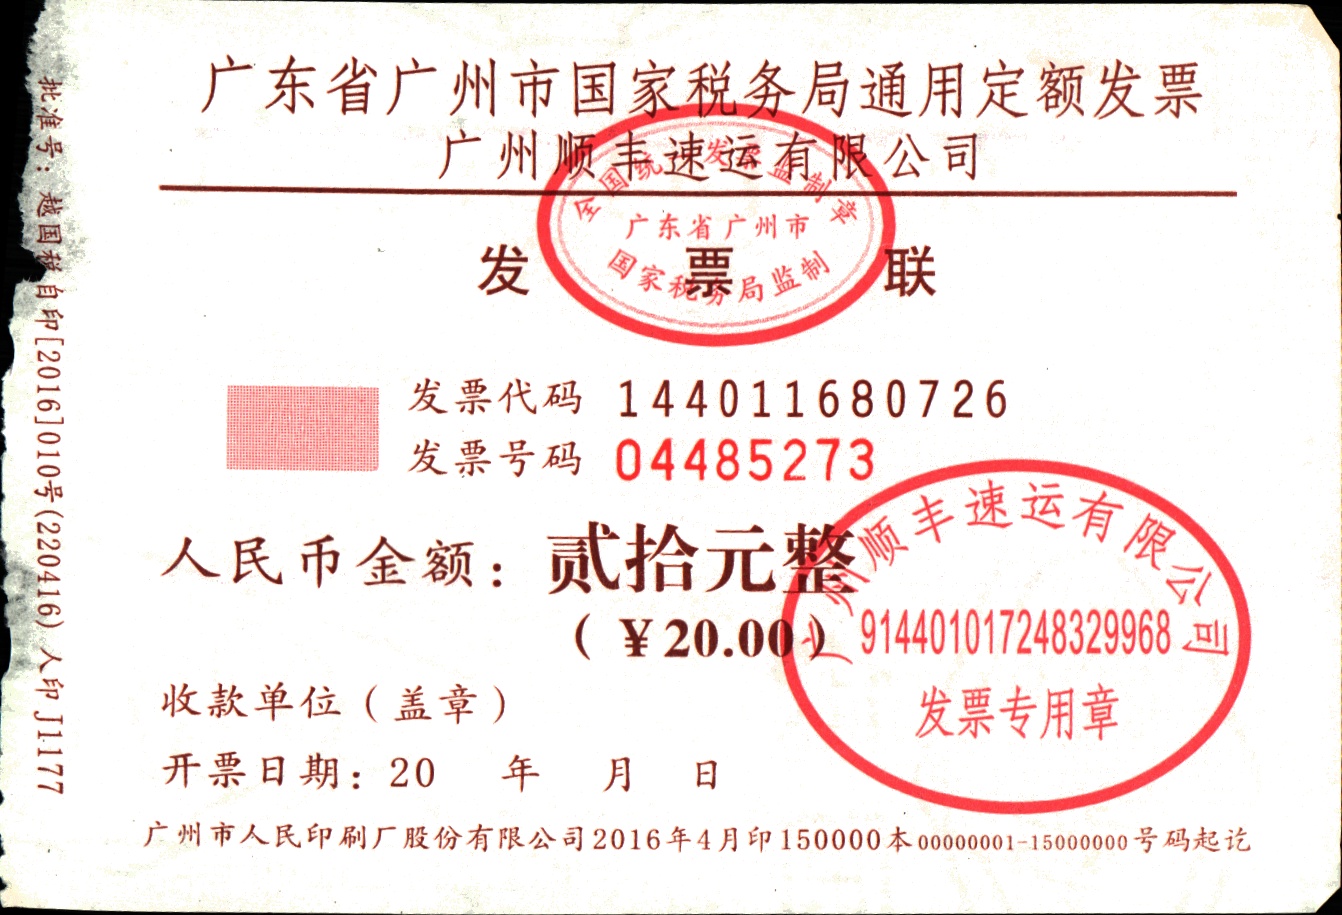 广东省广州市国家税务局通用定额发票
广州顺丰速运有限公司
全国统一发票监制章
广东省广州市
国家税务局监制
发票联
发票代码 144011680726
发票号码 04485273
人民币金额：贰拾元整
（￥20.00）
广州顺丰速运有限公司
914401017248329968
发票专用章
收款单位（盖章）
开票日期：20 年 月 日
广州市人民印刷厂股份有限公司2016年4月印150000本00000001-15000000号码起讫
批准号：越国税自印[2016]010号(220416)人印J1177